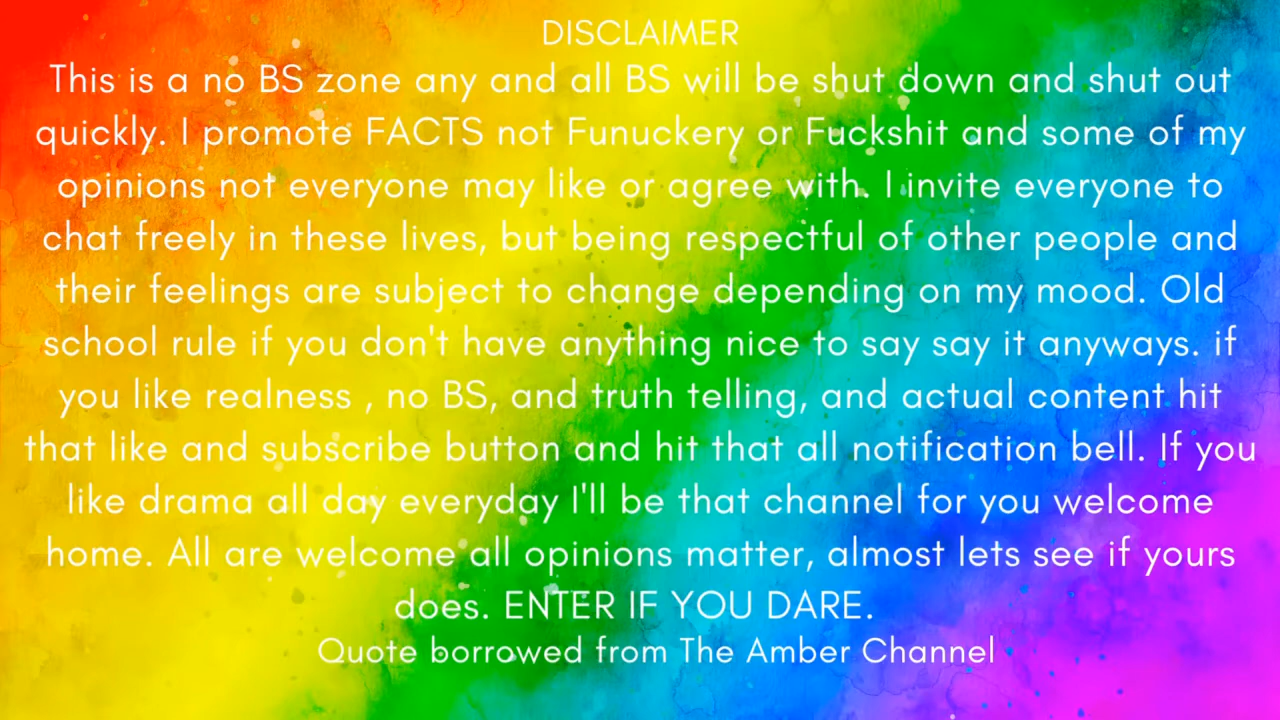 DISCLAIMER
This is a no BS zone any and all BS will be shut down and shut out
quickly. I promote FACTS not Funuckery or Fuckshit and some of my
opinions not everyone may like or agree with. I invite everyone to
chat freely in these lives, but being respectful of other people and
their feelings are subject to change depending on my mood. Old
school rule if you don't have anything nice to say say it anyways. if
you like realness , no BS, and truth telling, and actual content hit
that like and subscribe button and hit that all notification bell. If you
like drama all day everyday I'll be that channel for you welcome
home. All are welcome all opinions matter, almost lets see if yours
does. ENTER IF YOU DARE.
Quote borrowed from The Amber Channel